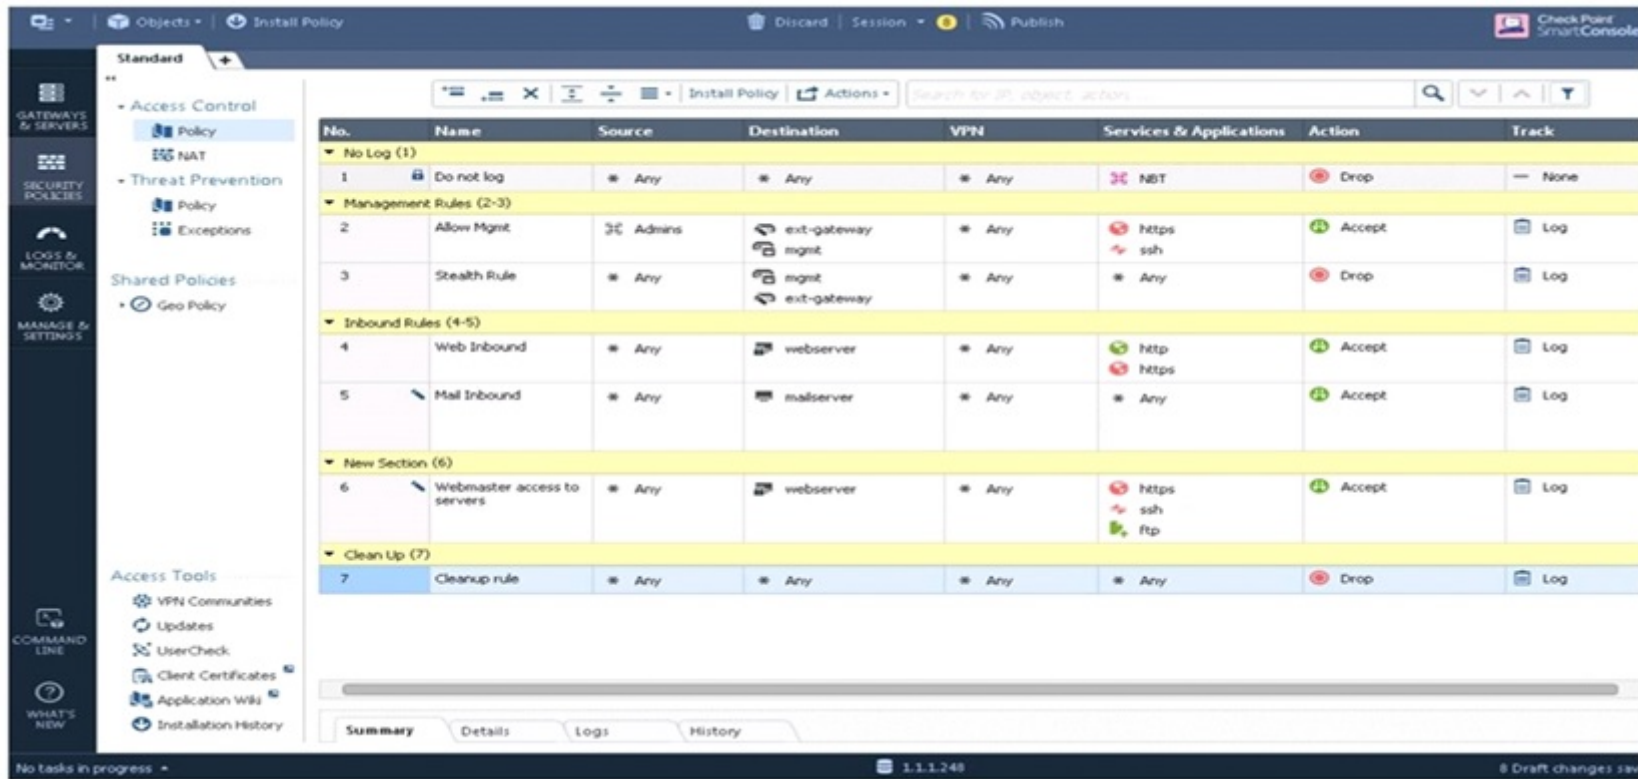 Objects Install Policy Discard Session Publish Check Point SmartConsole
Standard +
GATEWAYS & SERVERS
SECURITY POLICIES
LOGS & MONITOR
MANAGE & SETTINGS
COMMAND LINE
WHAT'S NEW
Access Control
Policy
NAT
Threat Prevention
Policy
Exceptions
Shared Policies
Geo Policy
Access Tools
VPN Communities
Updates
UserCheck
Client Certificates
Application Wiki
Installation History
Install Policy Actions Search for IP, object, action ...
No. Name Source Destination VPN Services & Applications Action Track
No Log (1)
1 Do not log Any Any Any NBT Drop None
Management Rules (2-3)
2 Allow Mgmt Admins ext-gateway Any https Accept Log
mgmt ssh
3 Stealth Rule Any mgmt Any Any Drop Log
ext-gateway
Inbound Rules (4-5)
4 Web Inbound Any webserver Any http Accept Log
https
5 Mail Inbound Any mailserver Any Any Accept Log
New Section (6)
6 Webmaster access to Any webserver Any https Accept Log
servers ssh
ftp
Clean Up (7)
7 Cleanup rule Any Any Any Any Drop Log
Summary Details Logs History
No tasks in progress 1.1.1.248 8 Draft changes sav